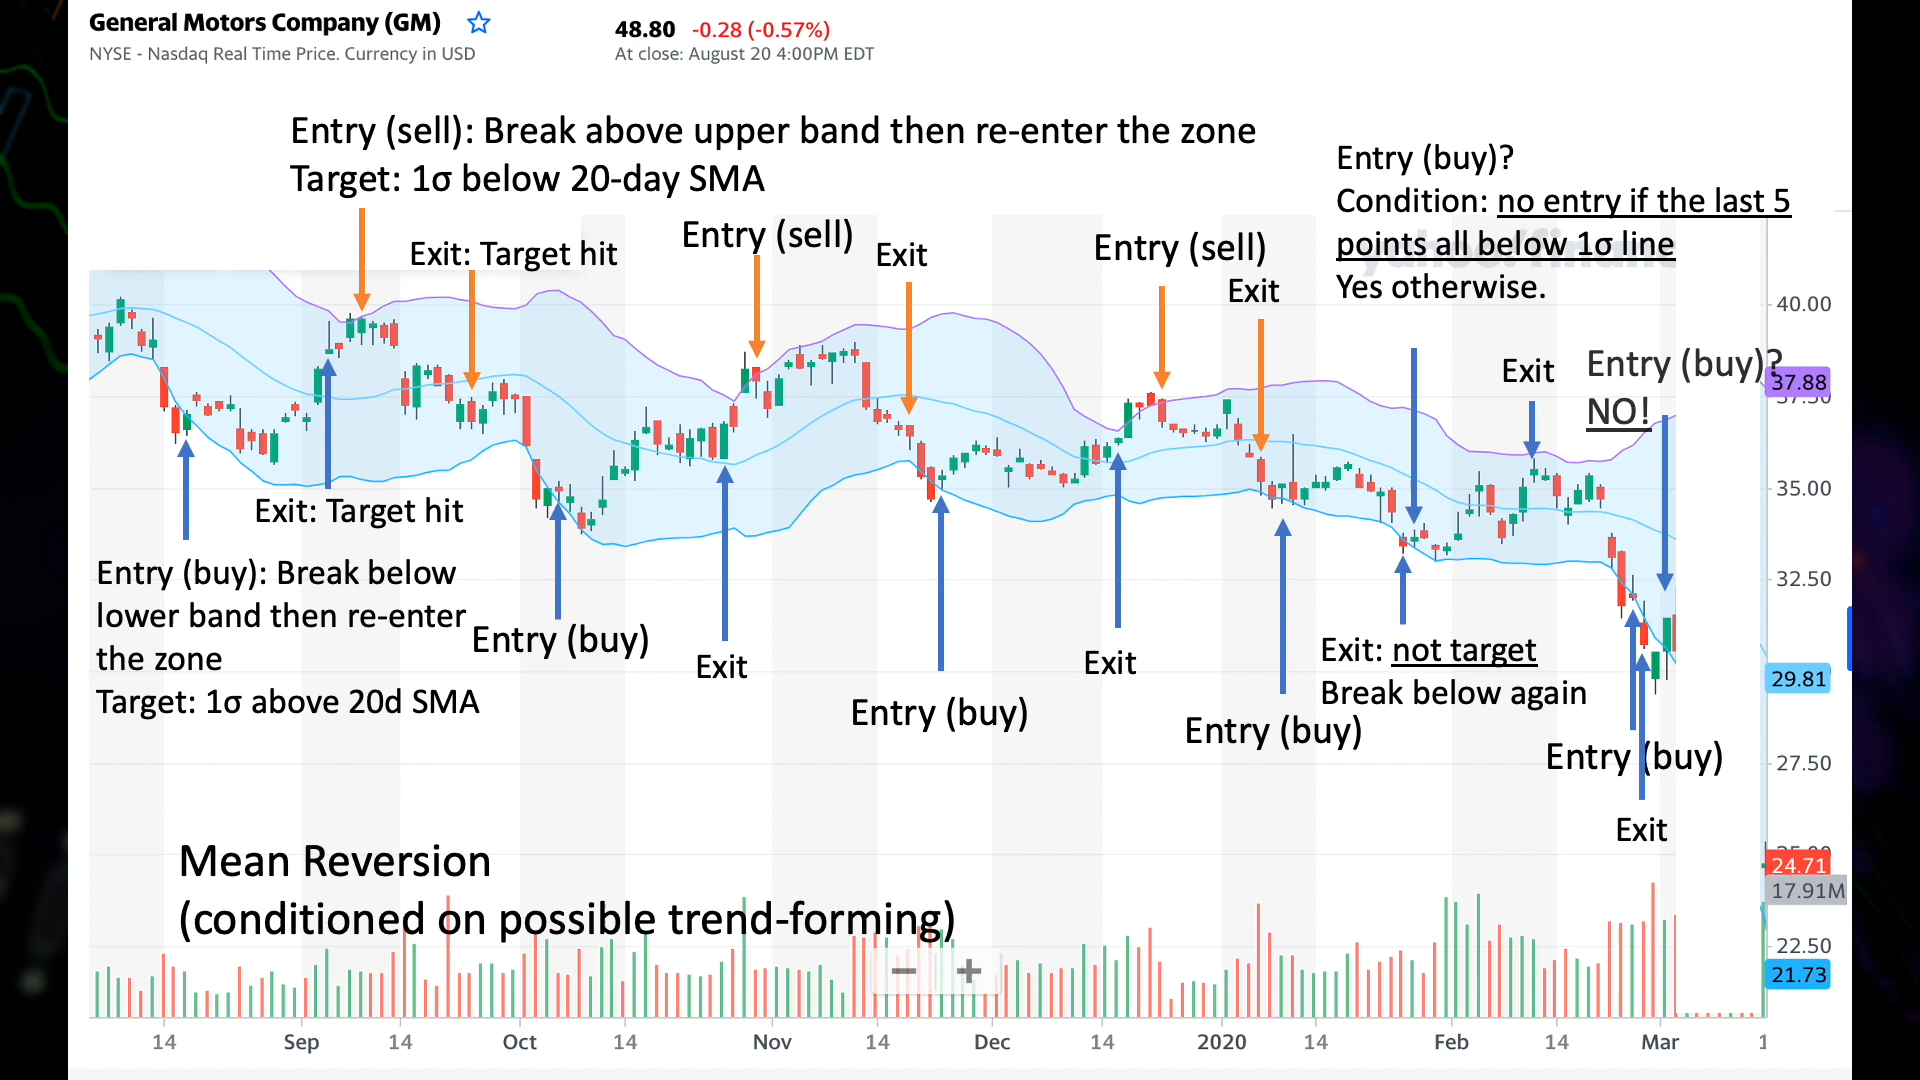 General Motors Company (GM)
48.80 -0.28 (-0.57%)
NYSE - Nasdaq Real Time Price. Currency in USD
At close: August 20 4:00PM EDT
Entry (sell): Break above upper band then re-enter the zone
Target: 1σ below 20-day SMA
Entry (buy)?
Condition: no entry if the last 5
points all below 1σ line
Yes otherwise.
Exit: Target hit
Entry (sell)
Exit
Entry (sell)
Exit
Exit
Entry (buy)?
NO!
Exit: Target hit
Entry (buy): Break below
lower band then re-enter
the zone
Target: 1σ above 20d SMA
Entry (buy)
Exit
Entry (buy)
Exit
Entry (buy)
Exit: not target
Break below again
Entry (buy)
Exit
Mean Reversion
(conditioned on possible trend-forming)
yahoo! finance
40.00
37.88
37.50
35.00
32.50
29.81
27.50
25.00
24.71
17.91M
22.50
21.73
14 Sep 14 Oct 14 Nov 14 Dec 14 2020 14 Feb 14 Mar 1